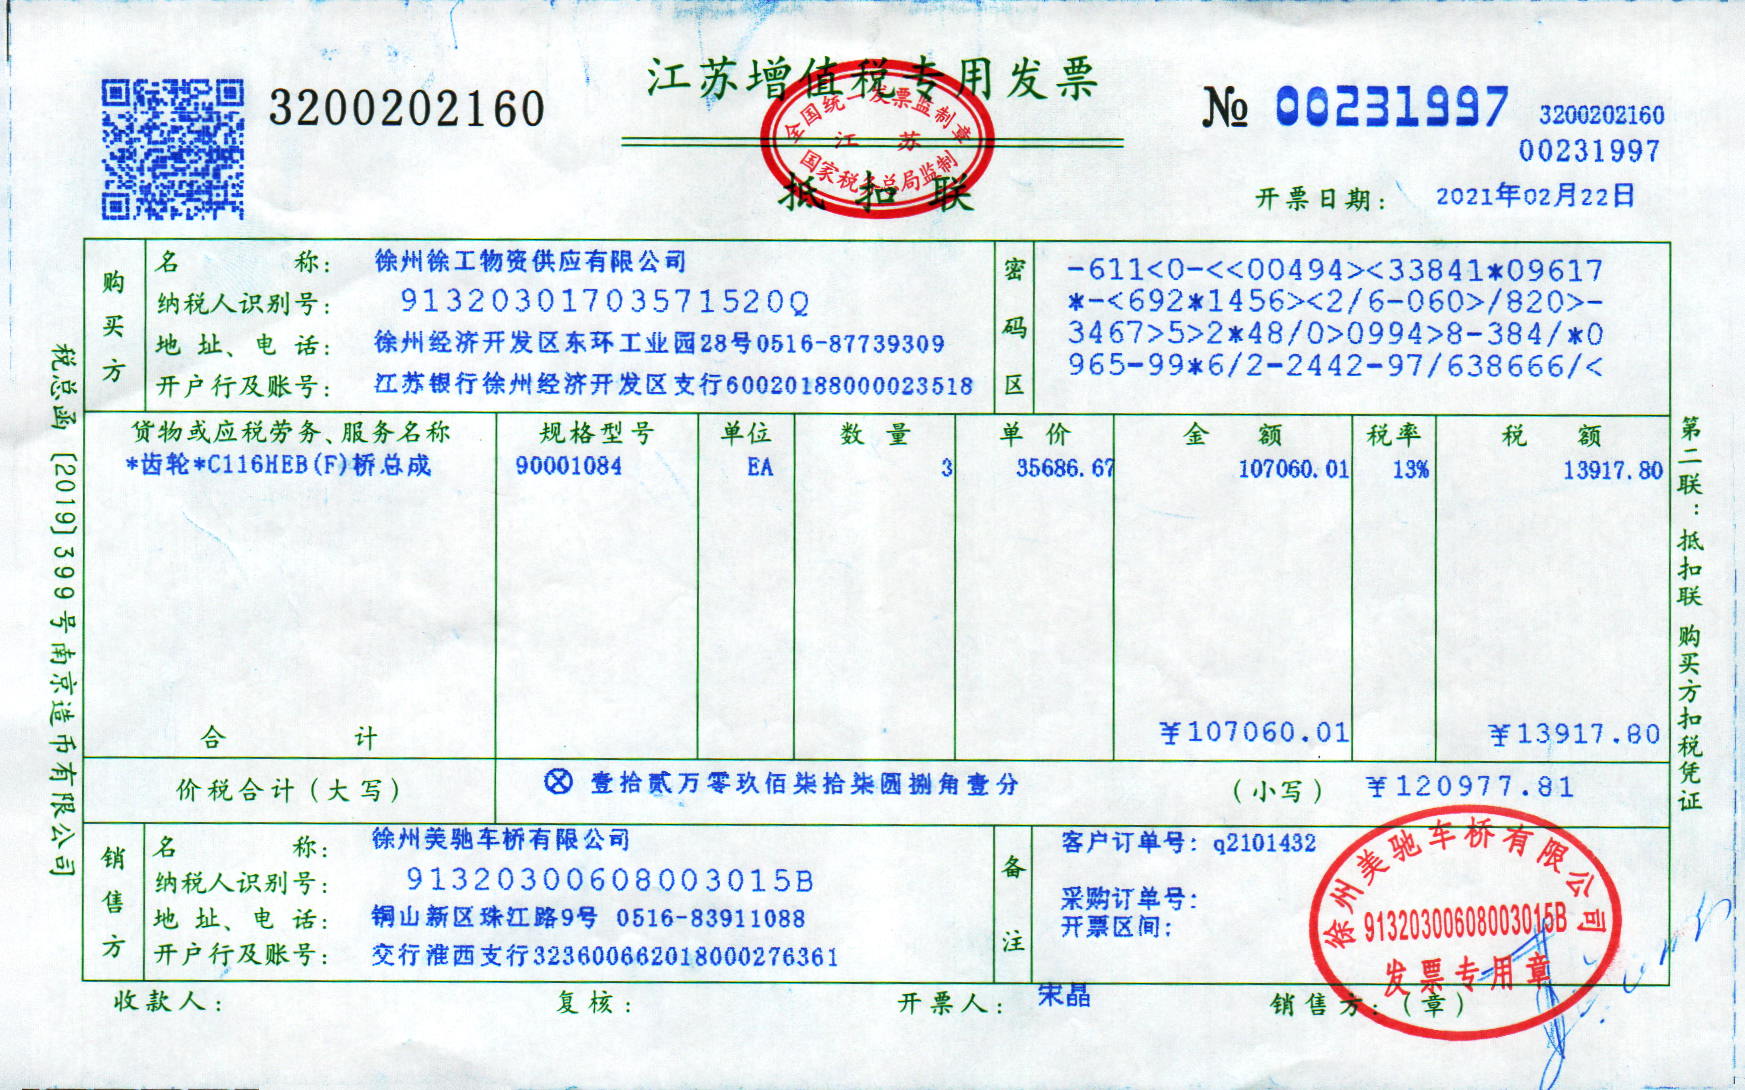 江苏增值税专用发票
3200202160
№ 00231997
3200202160
00231997
全国统一发票监制章
江 苏
国家税务总局监制
抵 扣 联
开票日期: 2021年02月22日
购买方
名 称: 徐州徐工物资供应有限公司
纳税人识别号: 91320301703571520Q
地 址、电 话: 徐州经济开发区东环工业园28号0516-87739309
开户行及账号: 江苏银行徐州经济开发区支行60020188000023518
密码区
-611<0-<<00494><33841*09617
*-<692*1456><2/6-060>/820>-
3467>5>2*48/0>0994>8-384/*0
965-99*6/2-2442-97/638666/<
货物或应税劳务、服务名称 规格型号 单位 数 量 单 价 金 额 税率 税 额
*齿轮*C116HEB(F)桥总成 90001084 EA 3 35686.67 107060.01 13% 13917.80
合 计 ¥107060.01 ¥13917.80
价税合计(大写) ⊗壹拾贰万零玖佰柒拾柒圆捌角壹分 (小写) ¥120977.81
销售方
名 称: 徐州美驰车桥有限公司
纳税人识别号: 91320300608003015B
地 址、电 话: 铜山新区珠江路9号 0516-83911088
开户行及账号: 交行淮西支行323600662018000276361
备注
客户订单号: q2101432
采购订单号:
开票区间:
徐州美驰车桥有限公司
91320300608003015B
发票专用章
收款人: 复核: 开票人: 宋晶 销售方:(章)
税总函[2019]399号南京造币有限公司
第二联:抵扣联 购买方扣税凭证